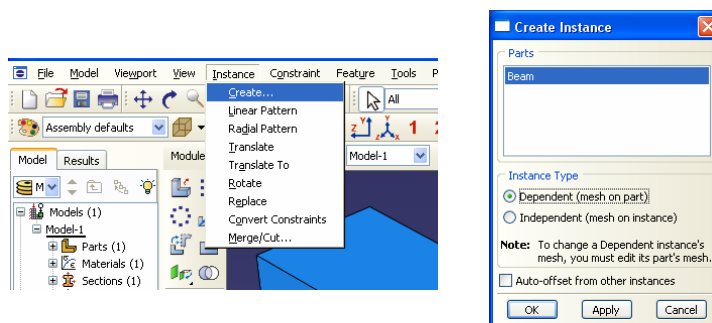 File Model Viewport View Instance Constraint Feature Tools
Create...
Linear Pattern
Radial Pattern
Translate
Translate To
Rotate
Replace
Convert Constraints
Merge/Cut...
All
Assembly defaults
1
Model Results
Module
Model-1
M
Models (1)
Model-1
Parts (1)
Materials (1)
Sections (1)
Create Instance
Parts
Beam
Instance Type
Dependent (mesh on part)
Independent (mesh on instance)
Note: To change a Dependent instance's
mesh, you must edit its part's mesh.
Auto-offset from other instances
OK Apply Cancel